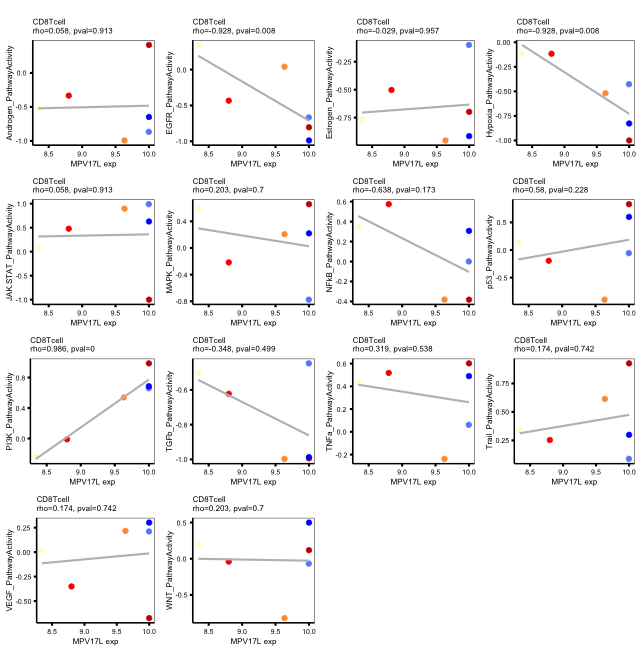 CD8Tcell
rho=0.058, pval=0.913
Androgen_PathwayActivity
0.0
-0.5
-1.0
8.5 9.0 9.5 10.0
MPV17L exp
CD8Tcell
rho=-0.928, pval=0.008
EGFR_PathwayActivity
0.0
-0.5
-1.0
8.5 9.0 9.5 10.0
MPV17L exp
CD8Tcell
rho=-0.029, pval=0.957
Estrogen_PathwayActivity
-0.25
-0.50
-0.75
8.5 9.0 9.5 10.0
MPV17L exp
CD8Tcell
rho=-0.928, pval=0.008
Hypoxia_PathwayActivity
0.00
-0.25
-0.50
-0.75
-1.00
8.5 9.0 9.5 10.0
MPV17L exp
CD8Tcell
rho=0.058, pval=0.913
JAK.STAT_PathwayActivity
1.0
0.5
0.0
-0.5
-1.0
8.5 9.0 9.5 10.0
MPV17L exp
CD8Tcell
rho=0.203, pval=0.7
MAPK_PathwayActivity
0.4
0.0
-0.4
-0.8
8.5 9.0 9.5 10.0
MPV17L exp
CD8Tcell
rho=-0.638, pval=0.173
NFkB_PathwayActivity
0.6
0.4
0.2
0.0
-0.2
-0.4
8.5 9.0 9.5 10.0
MPV17L exp
CD8Tcell
rho=0.58, pval=0.228
p53_PathwayActivity
0.5
0.0
-0.5
8.5 9.0 9.5 10.0
MPV17L exp
CD8Tcell
rho=0.986, pval=0
PI3K_PathwayActivity
0.8
0.4
0.0
8.5 9.0 9.5 10.0
MPV17L exp
CD8Tcell
rho=-0.348, pval=0.499
TGFb_PathwayActivity
-0.6
-0.8
-1.0
8.5 9.0 9.5 10.0
MPV17L exp
CD8Tcell
rho=0.319, pval=0.538
TNFa_PathwayActivity
0.6
0.4
0.2
0.0
-0.2
8.5 9.0 9.5 10.0
MPV17L exp
CD8Tcell
rho=0.174, pval=0.742
Trail_PathwayActivity
0.75
0.50
0.25
8.5 9.0 9.5 10.0
MPV17L exp
CD8Tcell
rho=0.174, pval=0.742
VEGF_PathwayActivity
0.25
0.00
-0.25
-0.50
8.5 9.0 9.5 10.0
MPV17L exp
CD8Tcell
rho=0.203, pval=0.7
WNT_PathwayActivity
0.5
0.0
-0.5
8.5 9.0 9.5 10.0
MPV17L exp